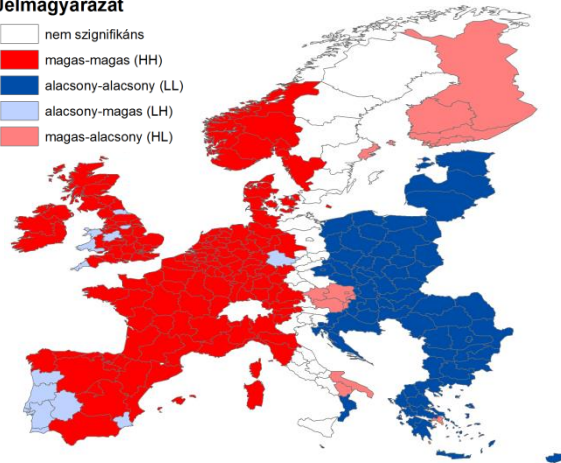 Jelmagyarázat
nem szignifikáns
magas-magas (HH)
alacsony-alacsony (LL)
alacsony-magas (LH)
magas-alacsony (HL)